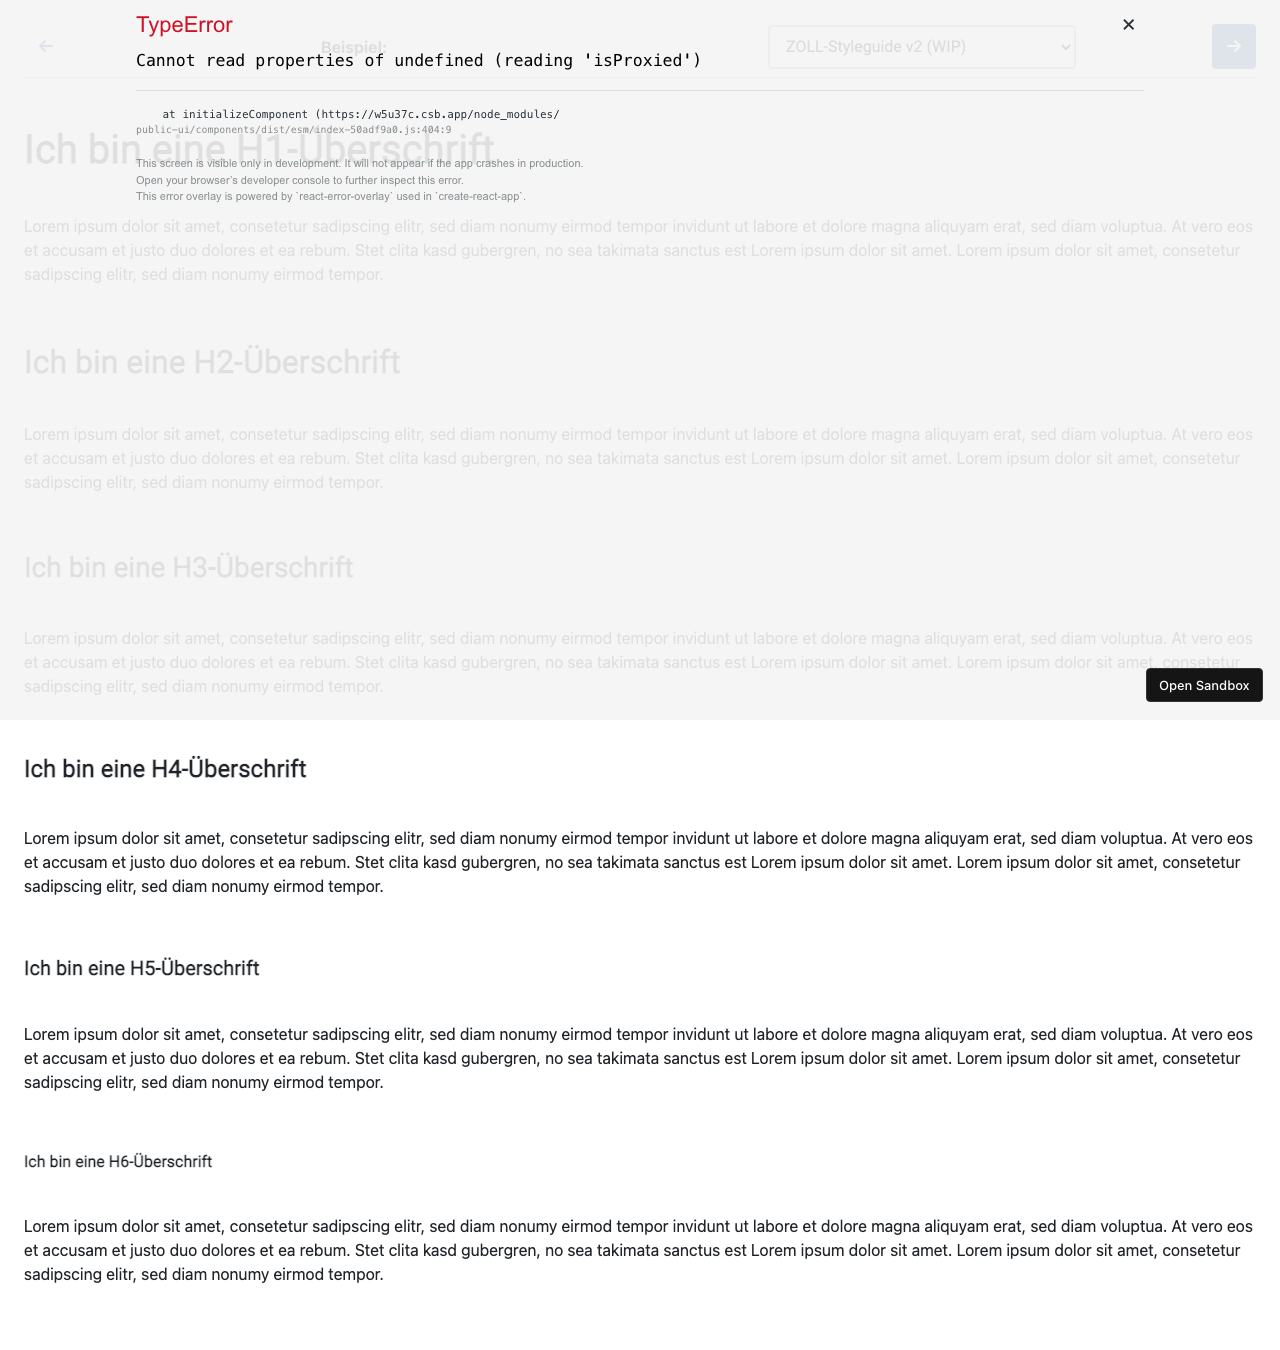 TypeError
Beispiel:
ZOLL-Styleguide v2 (WIP)
Cannot read properties of undefined (reading 'isProxied')
at initializeComponent (https://w5u37c.csb.app/node_modules/
public-ui/components/dist/esm/index-50adf9a0.js:404:9
Ich bin eine H1-Überschrift
This screen is visible only in development. It will not appear if the app crashes in production.
Open your browser's developer console to further inspect this error.
This error overlay is powered by `react-error-overlay` used in `create-react-app`.
Lorem ipsum dolor sit amet, consetetur sadipscing elitr, sed diam nonumy eirmod tempor invidunt ut labore et dolore magna aliquyam erat, sed diam voluptua. At vero eos
et accusam et justo duo dolores et ea rebum. Stet clita kasd gubergren, no sea takimata sanctus est Lorem ipsum dolor sit amet. Lorem ipsum dolor sit amet, consetetur
sadipscing elitr, sed diam nonumy eirmod tempor.
Ich bin eine H2-Überschrift
Lorem ipsum dolor sit amet, consetetur sadipscing elitr, sed diam nonumy eirmod tempor invidunt ut labore et dolore magna aliquyam erat, sed diam voluptua. At vero eos
et accusam et justo duo dolores et ea rebum. Stet clita kasd gubergren, no sea takimata sanctus est Lorem ipsum dolor sit amet. Lorem ipsum dolor sit amet, consetetur
sadipscing elitr, sed diam nonumy eirmod tempor.
Ich bin eine H3-Überschrift
Lorem ipsum dolor sit amet, consetetur sadipscing elitr, sed diam nonumy eirmod tempor invidunt ut labore et dolore magna aliquyam erat, sed diam voluptua. At vero eos
et accusam et justo duo dolores et ea rebum. Stet clita kasd gubergren, no sea takimata sanctus est Lorem ipsum dolor sit amet. Lorem ipsum dolor sit amet, consetetur
sadipscing elitr, sed diam nonumy eirmod tempor.
Open Sandbox
Ich bin eine H4-Überschrift
Lorem ipsum dolor sit amet, consetetur sadipscing elitr, sed diam nonumy eirmod tempor invidunt ut labore et dolore magna aliquyam erat, sed diam voluptua. At vero eos
et accusam et justo duo dolores et ea rebum. Stet clita kasd gubergren, no sea takimata sanctus est Lorem ipsum dolor sit amet. Lorem ipsum dolor sit amet, consetetur
sadipscing elitr, sed diam nonumy eirmod tempor.
Ich bin eine H5-Überschrift
Lorem ipsum dolor sit amet, consetetur sadipscing elitr, sed diam nonumy eirmod tempor invidunt ut labore et dolore magna aliquyam erat, sed diam voluptua. At vero eos
et accusam et justo duo dolores et ea rebum. Stet clita kasd gubergren, no sea takimata sanctus est Lorem ipsum dolor sit amet. Lorem ipsum dolor sit amet, consetetur
sadipscing elitr, sed diam nonumy eirmod tempor.
Ich bin eine H6-Überschrift
Lorem ipsum dolor sit amet, consetetur sadipscing elitr, sed diam nonumy eirmod tempor invidunt ut labore et dolore magna aliquyam erat, sed diam voluptua. At vero eos
et accusam et justo duo dolores et ea rebum. Stet clita kasd gubergren, no sea takimata sanctus est Lorem ipsum dolor sit amet. Lorem ipsum dolor sit amet, consetetur
sadipscing elitr, sed diam nonumy eirmod tempor.